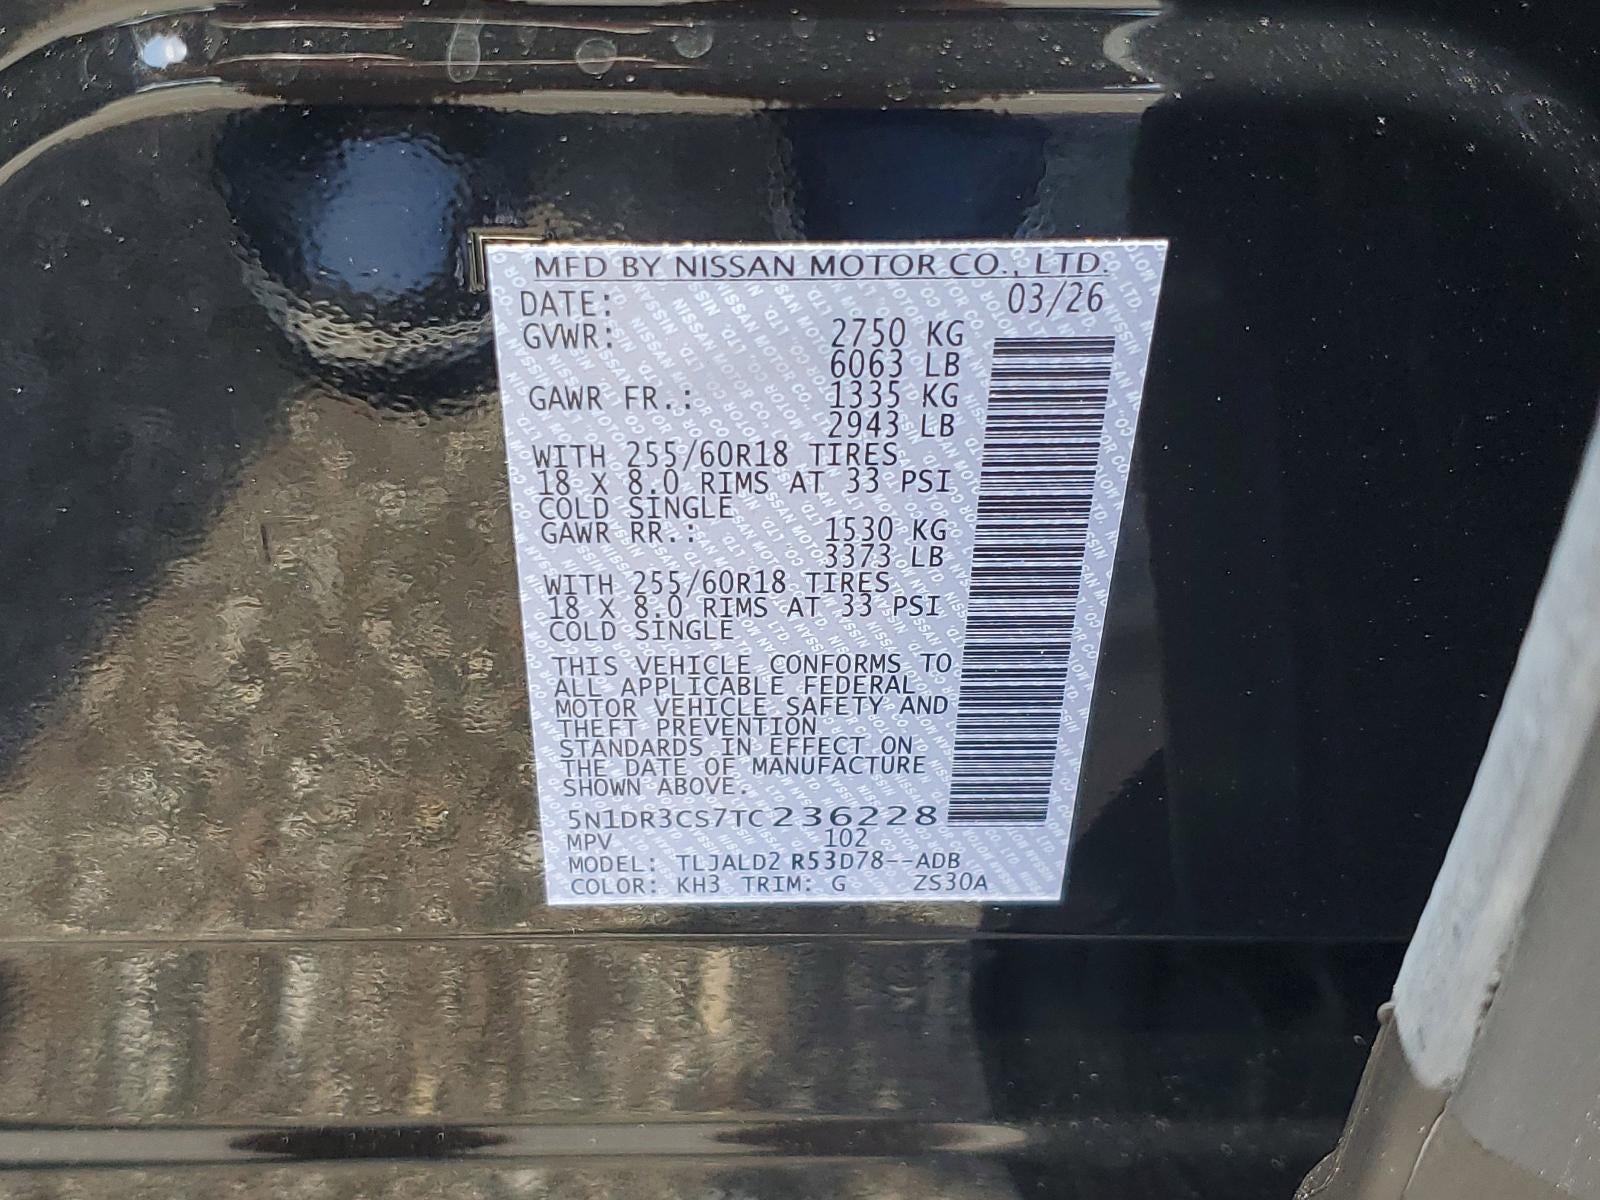 MFD BY NISSAN MOTOR CO., LTD.
DATE: 03/26
GVWR: 2750 KG
6063 LB
GAWR FR.: 1335 KG
2943 LB
WITH 255/60R18 TIRES
18 X 8.0 RIMS AT 33 PSI
COLD SINGLE
GAWR RR.: 1530 KG
3373 LB
WITH 255/60R18 TIRES
18 X 8.0 RIMS AT 33 PSI
COLD SINGLE
THIS VEHICLE CONFORMS TO
ALL APPLICABLE FEDERAL
MOTOR VEHICLE SAFETY AND
THEFT PREVENTION
STANDARDS IN EFFECT ON
THE DATE OF MANUFACTURE
SHOWN ABOVE.
5N1DR3CS7TC236228
MPV 102
MODEL: TLJALD2 R53D78--ADB
COLOR: KH3 TRIM: G ZS30A